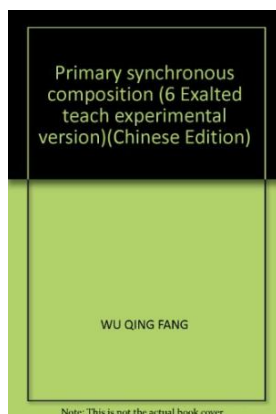 Primary synchronous
composition (6 Exalted
teach experimental
version)(Chinese Edition)
WU QING FANG
Note: This is not the actual book cover